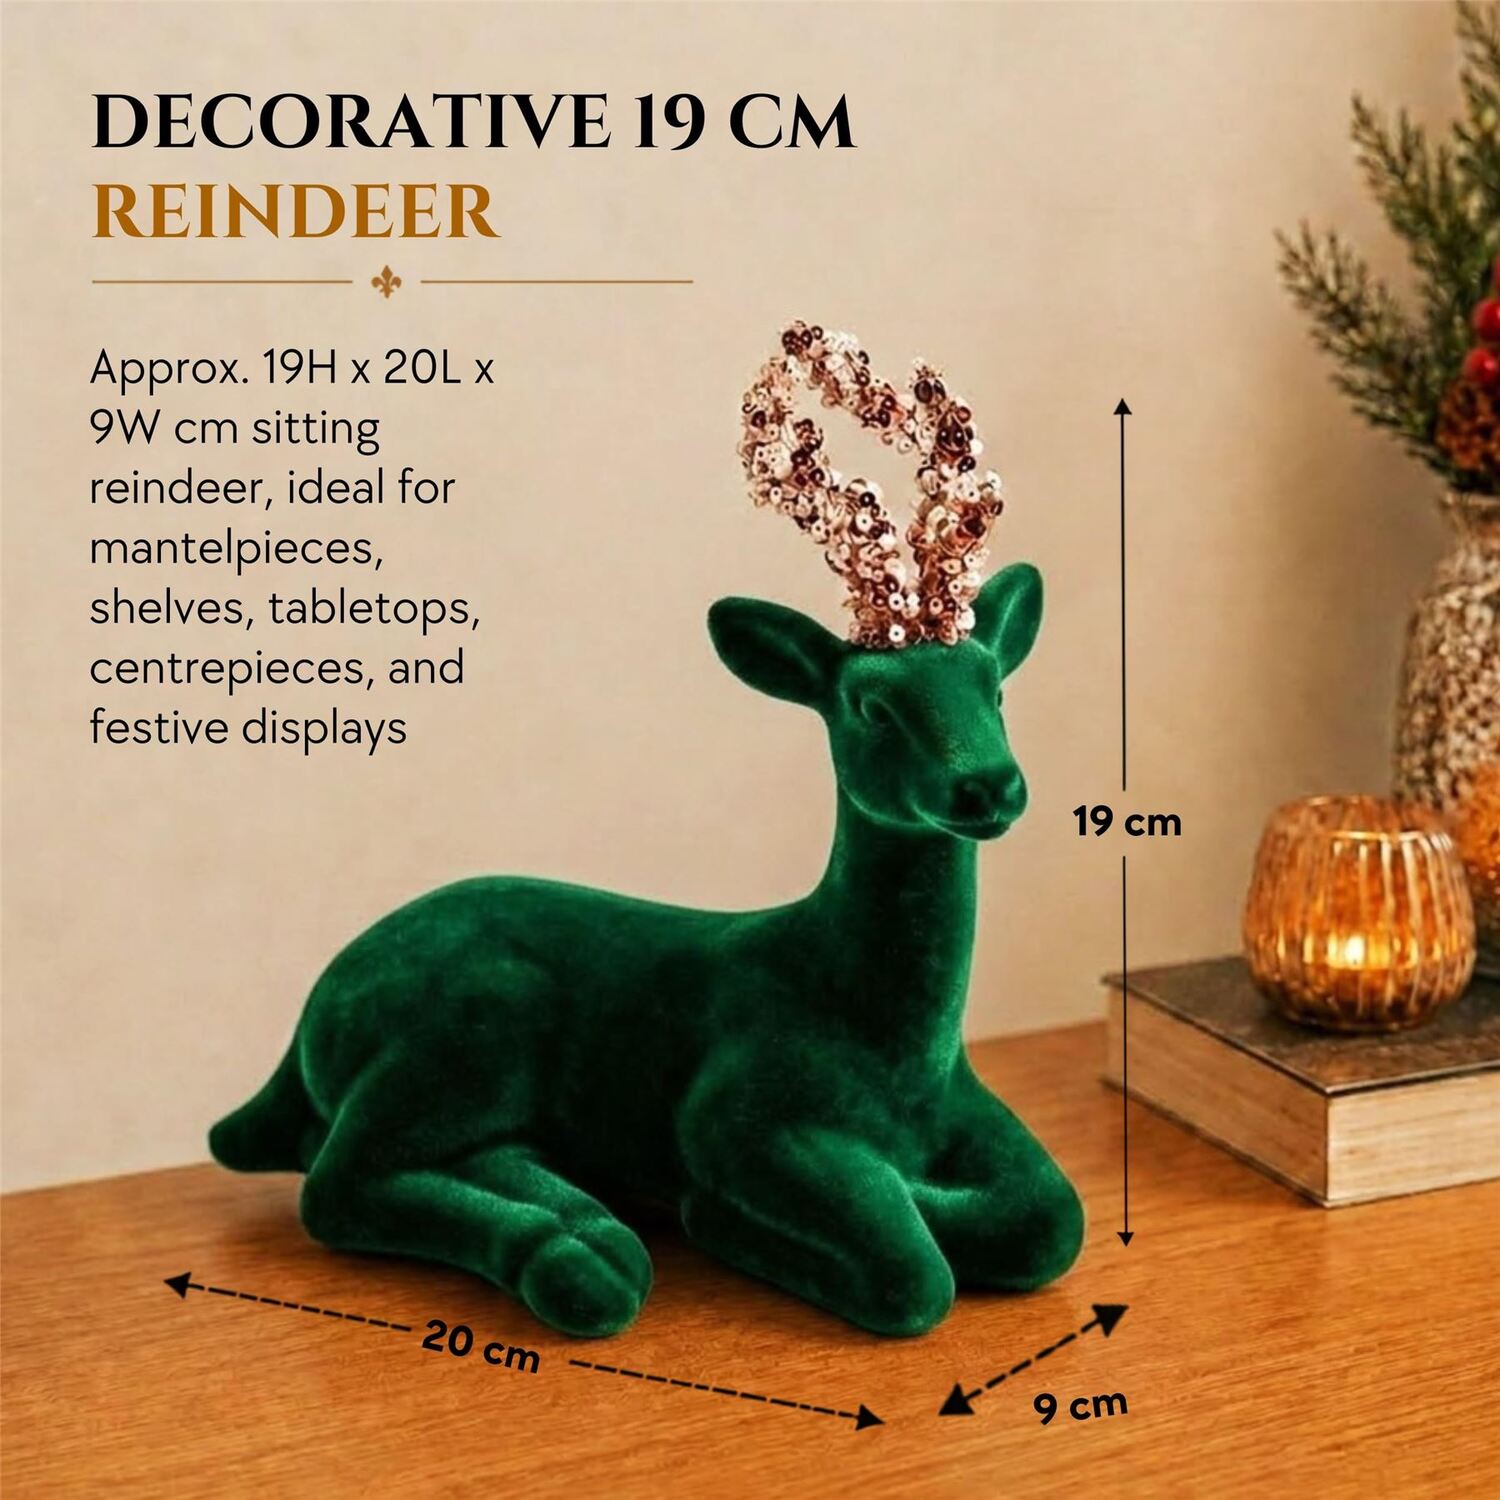 DECORATIVE 19 CM
REINDEER
Approx. 19H x 20L x
9W cm sitting
reindeer, ideal for
mantelpieces,
shelves, tabletops,
centrepieces, and
festive displays
19 cm
20 cm
9 cm